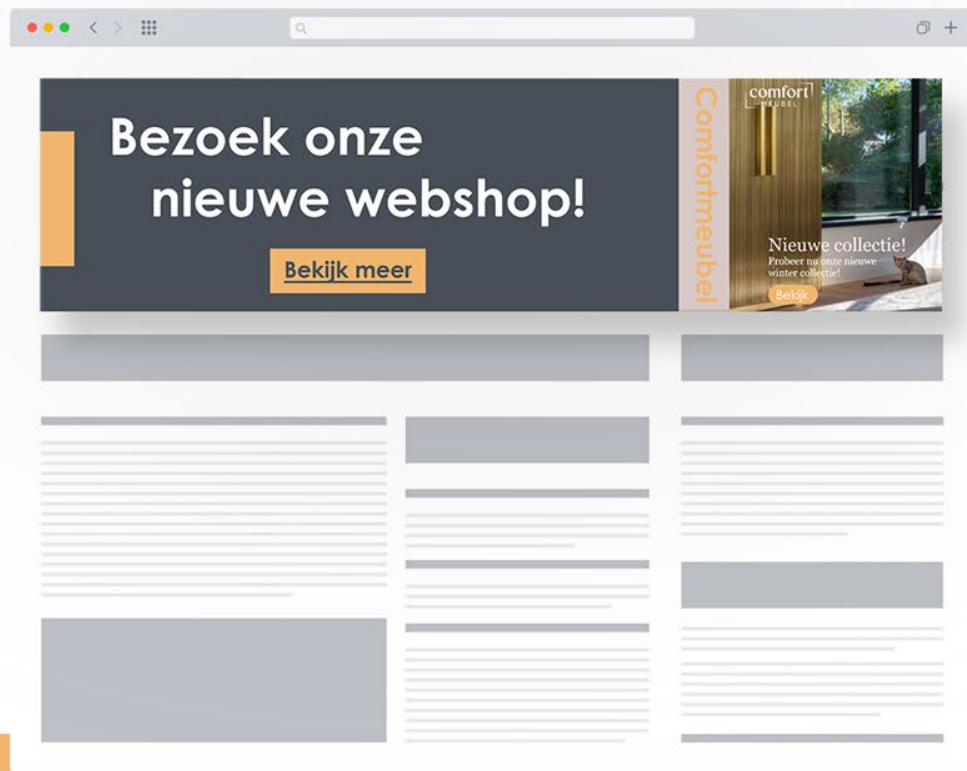 Bezoek onze
nieuwe webshop!
Bekijk meer
Comfortmeubel
comfort
MEUBEL
Nieuwe collectie!
Probeer nu onze nieuwe
winter collectie!
Bekijk